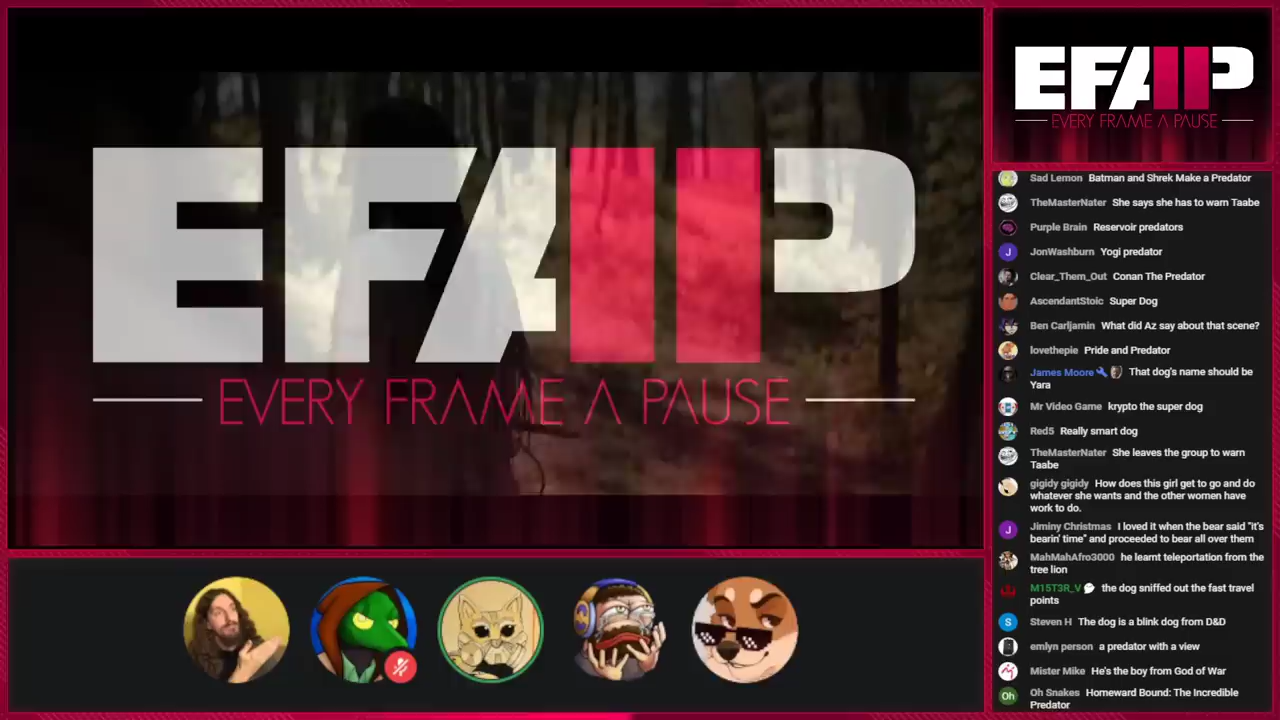 EFAP
EVERY FRAME A PAUSE
EFAP
EVERY FRAME A PAUSE
Sad Lemon Batman and Shrek Make a Predator
TheMasterNater She says she has to warn Taabe
Purple Brain Reservoir predators
J
JonWashburn Yogi predator
Clear_Them_Out Conan The Predator
AscendantStoic Super Dog
Ben Carljamin What did Az say about that scene?
lovethepie Pride and Predator
James Moore That dog's name should be
Yara
Mr Video Game krypto the super dog
Red5 Really smart dog
TheMasterNater She leaves the group to warn
Taabe
gigidy gigidy How does this girl get to go and do
whatever she wants and the other women have
work to do.
J
Jiminy Christmas I loved it when the bear said "it's
bearin' time" and proceeded to bear all over them
MahMahAfro3000 he learnt teleportation from the
tree lion
M15T3R_V the dog sniffed out the fast travel
points
S
Steven H The dog is a blink dog from D&D
emlyn person a predator with a view
Mister Mike He's the boy from God of War
Oh
Oh Snakes Homeward Bound: The Incredible
Predator